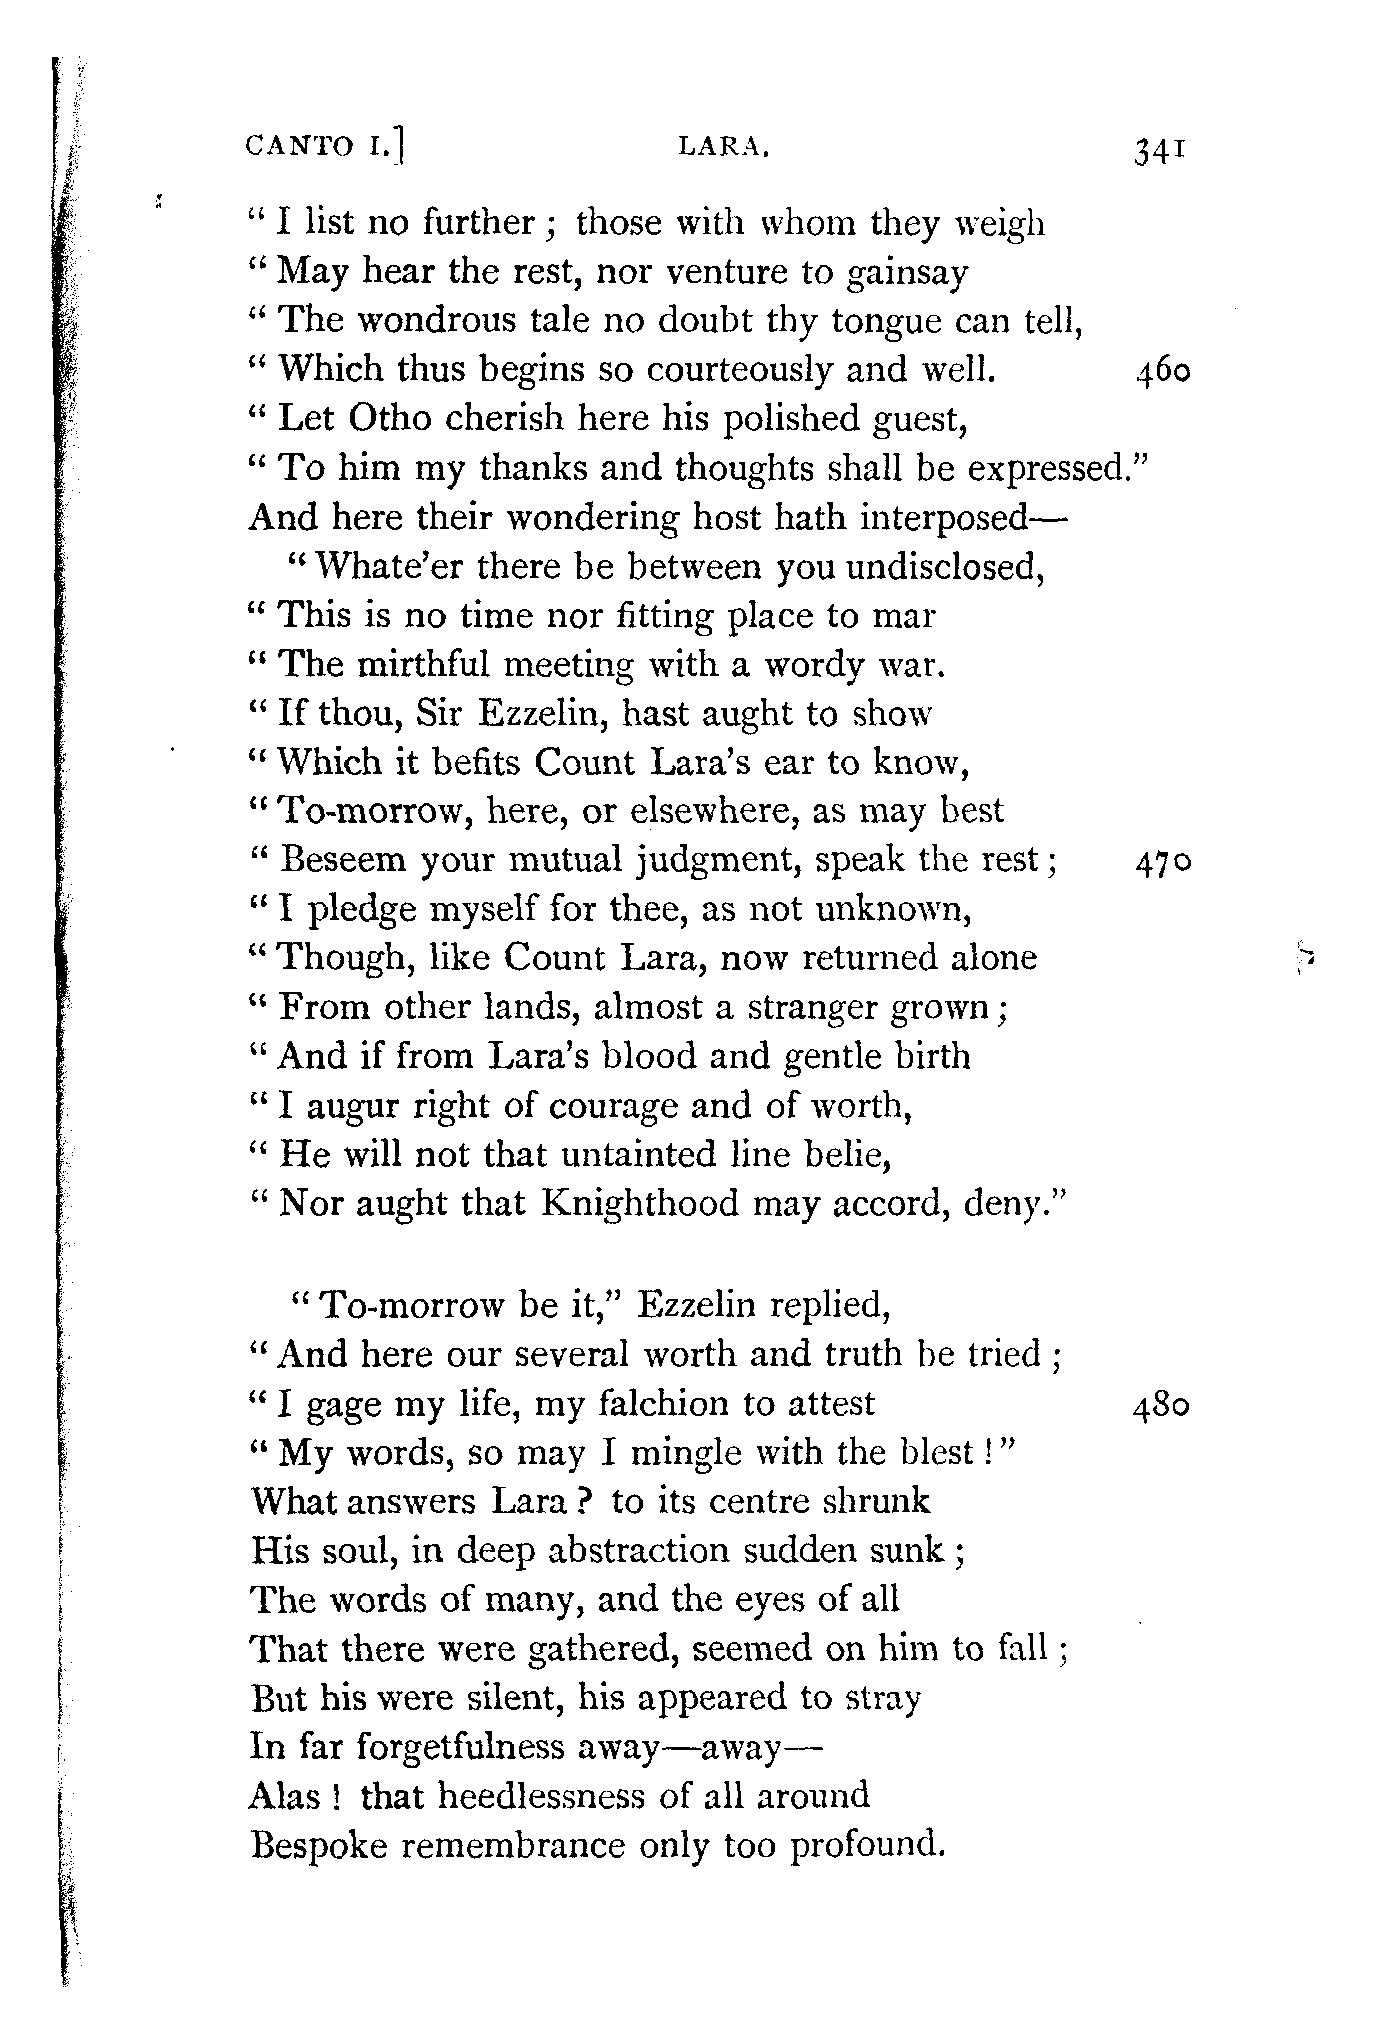 CANTO I.] LARA. 341
“ I list no further ; those with whom they weigh
“ May hear the rest, nor venture to gainsay
“ The wondrous tale no doubt thy tongue can tell,
“ Which thus begins so courteously and well. 460
“ Let Otho cherish here his polished guest,
“ To him my thanks and thoughts shall be expressed.”
And here their wondering host hath interposed—
“ Whate’er there be between you undisclosed,
“ This is no time nor fitting place to mar
“ The mirthful meeting with a wordy war.
“ If thou, Sir Ezzelin, hast aught to show
“ Which it befits Count Lara’s ear to know,
“ To-morrow, here, or elsewhere, as may best
“ Beseem your mutual judgment, speak the rest ; 470
“ I pledge myself for thee, as not unknown,
“ Though, like Count Lara, now returned alone
“ From other lands, almost a stranger grown ;
“ And if from Lara’s blood and gentle birth
“ I augur right of courage and of worth,
“ He will not that untainted line belie,
“ Nor aught that Knighthood may accord, deny.”
“ To-morrow be it,” Ezzelin replied,
“ And here our several worth and truth be tried ;
“ I gage my life, my falchion to attest 480
“ My words, so may I mingle with the blest ! ”
What answers Lara ? to its centre shrunk
His soul, in deep abstraction sudden sunk ;
The words of many, and the eyes of all
That there were gathered, seemed on him to fall ;
But his were silent, his appeared to stray
In far forgetfulness away—away—
Alas ! that heedlessness of all around
Bespoke remembrance only too profound.